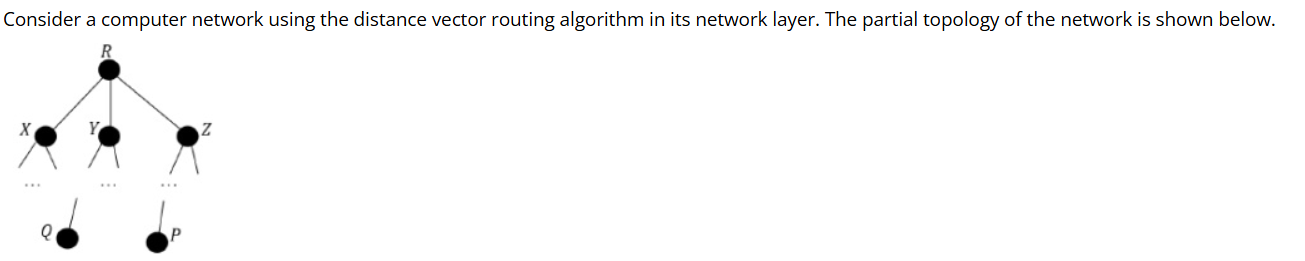 Consider a computer network using the distance vector routing algorithm in its network layer. The partial topology of the network is shown below.
R
X Y Z
... ... ...
Q P